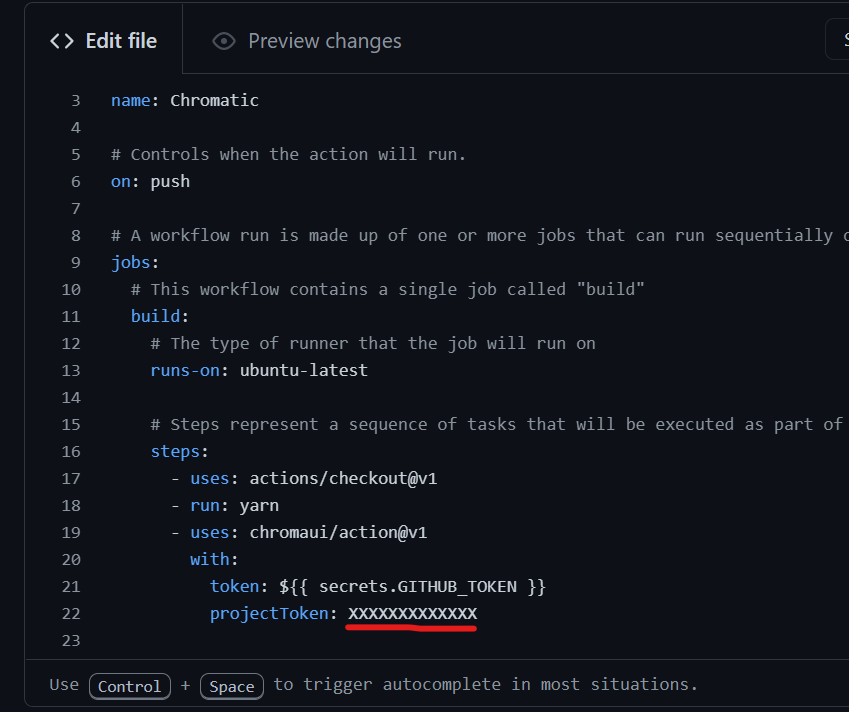 <> Edit file
Preview changes
3 name: Chromatic
4
5 # Controls when the action will run.
6 on: push
7
8 # A workflow run is made up of one or more jobs that can run sequentially
9 jobs:
10 # This workflow contains a single job called "build"
11 build:
12 # The type of runner that the job will run on
13 runs-on: ubuntu-latest
14
15 # Steps represent a sequence of tasks that will be executed as part of
16 steps:
17 - uses: actions/checkout@v1
18 - run: yarn
19 - uses: chromaui/action@v1
20 with:
21 token: ${{ secrets.GITHUB_TOKEN }}
22 projectToken: XXXXXXXXXXXXX
23
Use Control + Space to trigger autocomplete in most situations.